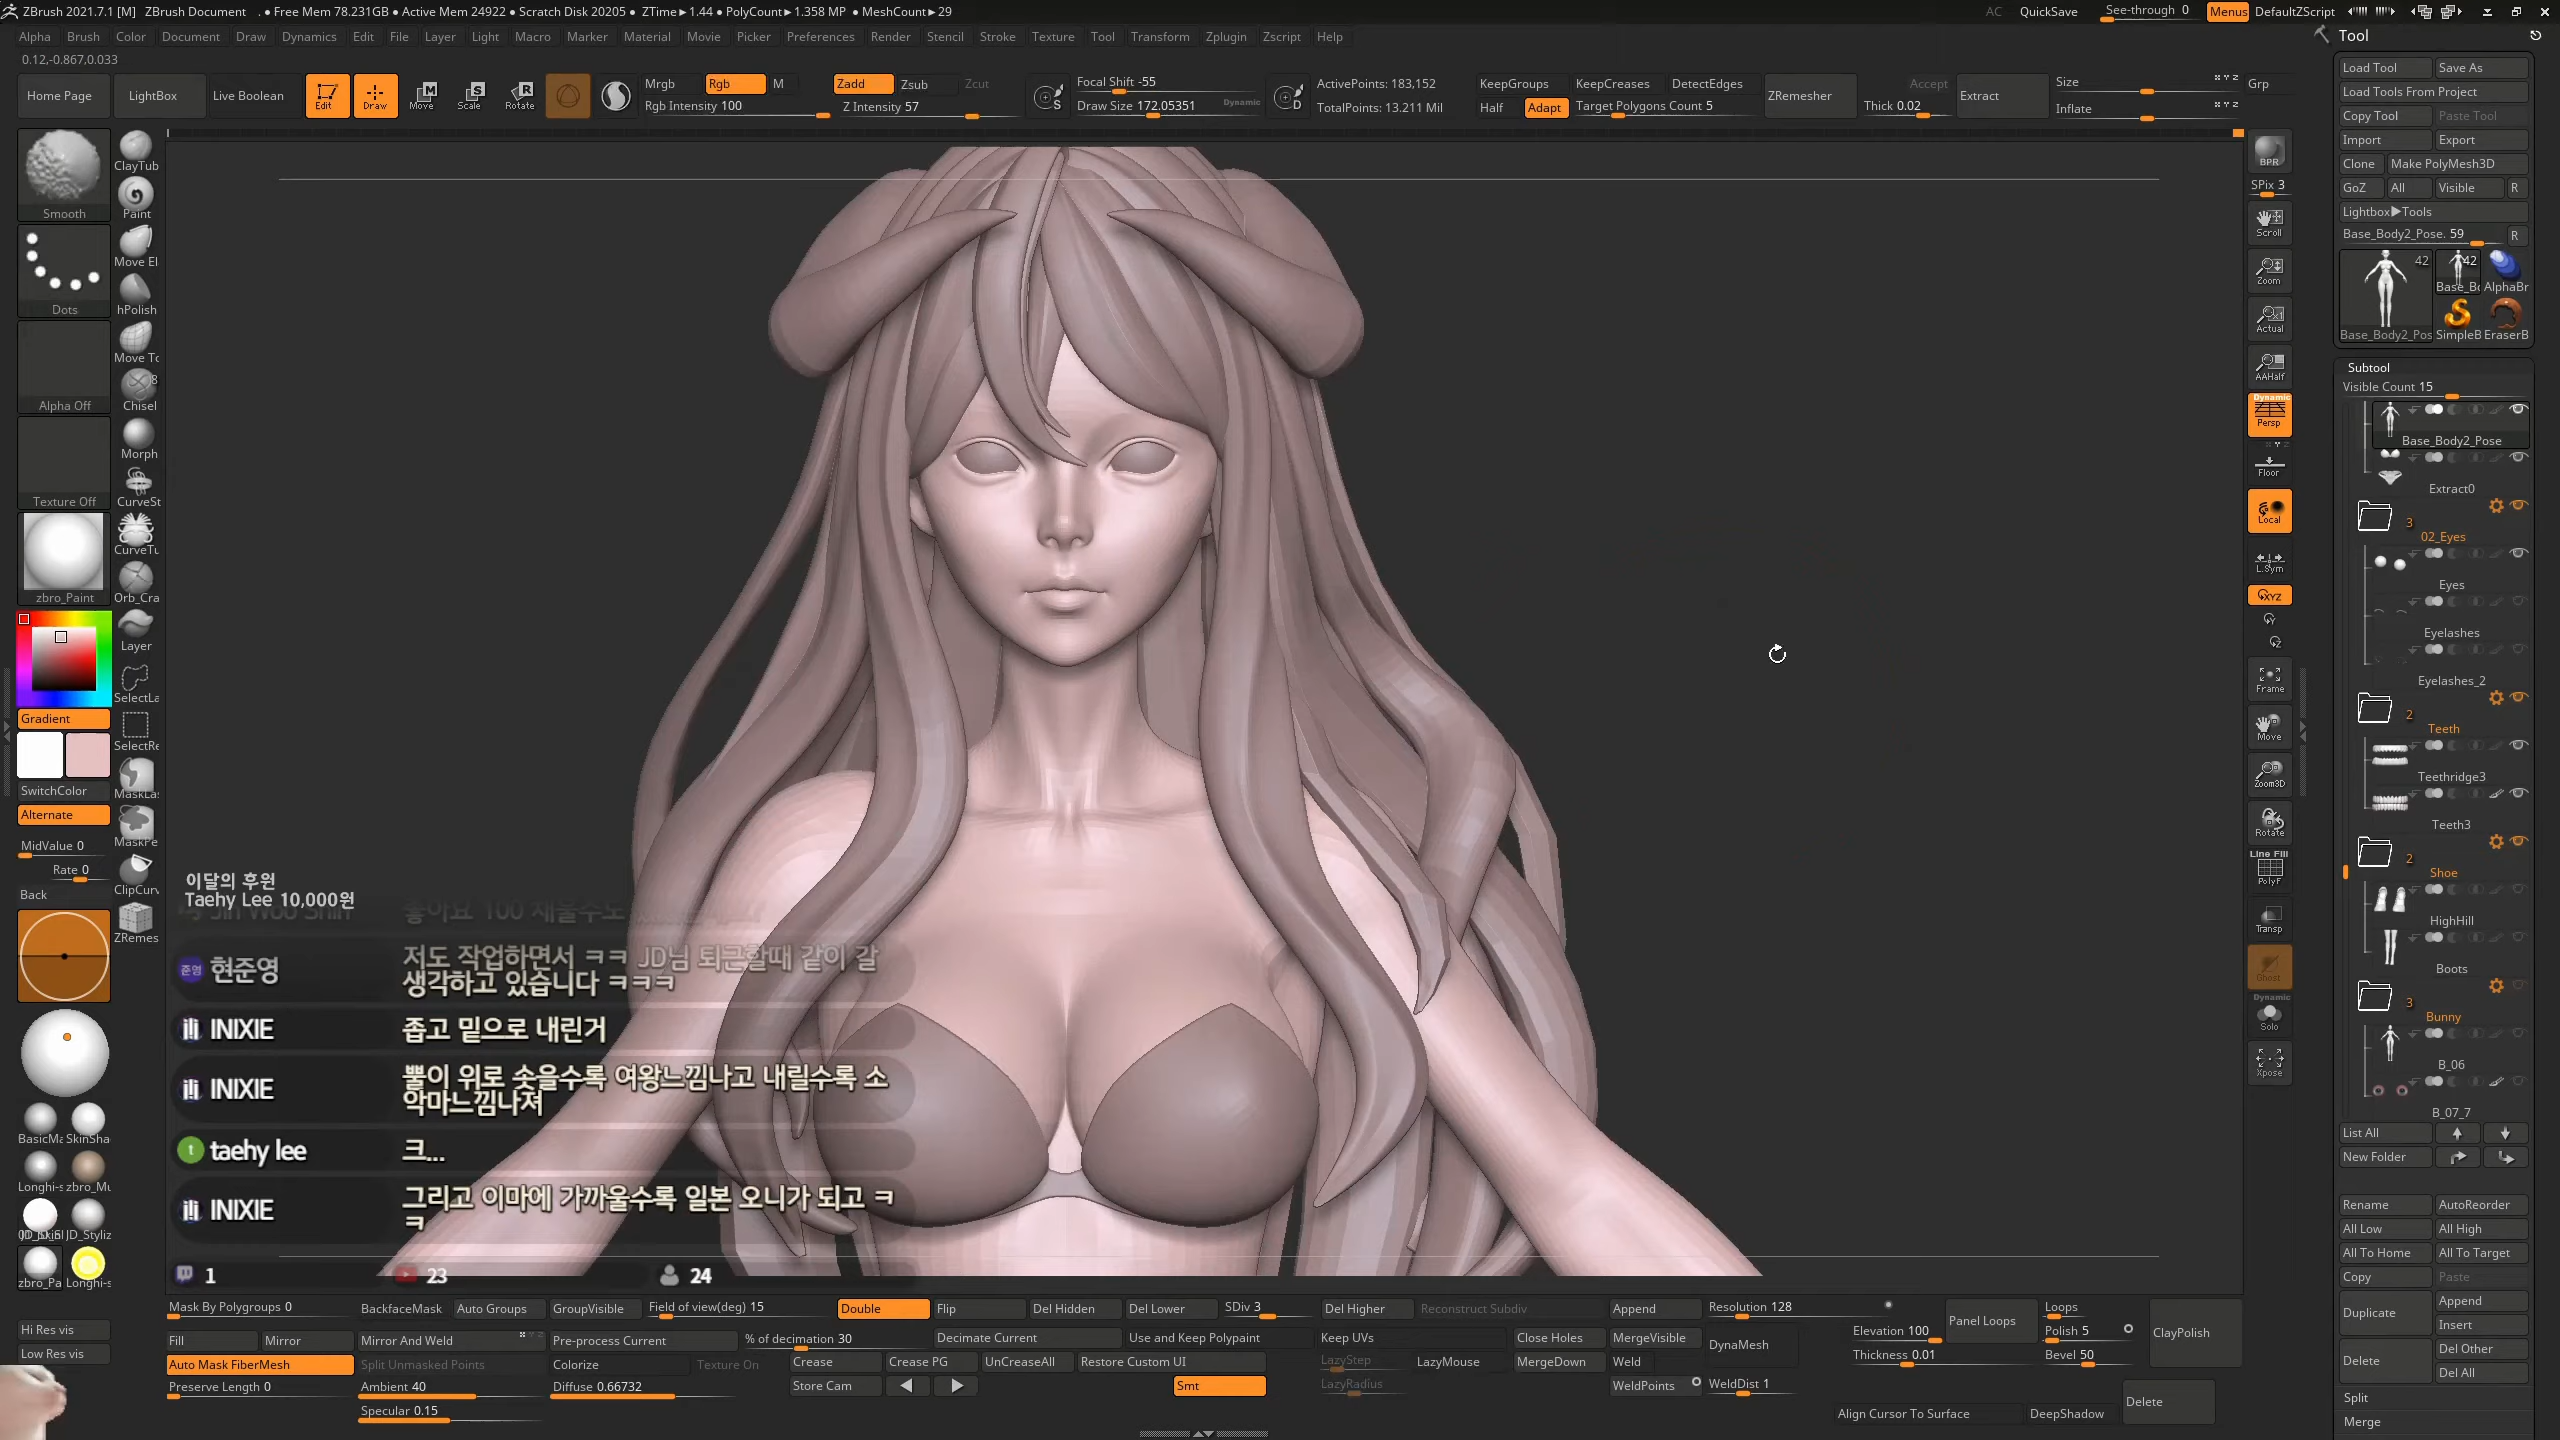 ZBrush 2021.7.1 [M] ZBrush Document . • Free Mem 78.231GB • Active Mem 24922 • Scratch Disk 20205 • ZTime►1.44 • PolyCount►1.358 MP • MeshCount►29 AC QuickSave See-through 0 Menus DefaultZScript
Alpha Brush Color Document Draw Dynamics Edit File Layer Light Macro Marker Material Movie Picker Preferences Render Stencil Stroke Texture Tool Transform Zplugin Zscript Help
0.12,-0.867,0.033
Home Page LightBox Live Boolean Edit Draw Move Scale Rotate
Mrgb Rgb M Zadd Zsub Zcut
Rgb Intensity 100 Z Intensity 57
Focal Shift -55
Draw Size 172.05351 Dynamic
ActivePoints: 183,152
TotalPoints: 13.211 Mil
KeepGroups KeepCreases DetectEdges
Half Adapt Target Polygons Count 5
ZRemesher
Accept
Thick 0.02
Extract
Size
Inflate
Grp
Smooth
Dots
Alpha Off
Texture Off
zbro_Paint
Gradient
SwitchColor
Alternate
MidValue 0
Rate 0
Back
BasicMa SkinSha
Longhi-s zbro_Mu
JD_Styliz
zbro_Pa Longhi-s
Hi Res vis
Low Res vis
ClayTub
Paint
Move El
hPolish
Move To
Chisel
Morph
CurveSt
CurveTu
Orb_Cra
Layer
SelectLa
SelectRe
MaskLas
MaskPe
ClipCurv
ZRemes
이달의 후원
Taehy Lee 10,000원
Jin Woo Shin
현준영 저도 작업하면서 ㅋㅋ JD님 퇴근할때 같이 갈
생각하고 있습니다 ㅋㅋㅋ
INIXIE 좁고 밑으로 내린거
INIXIE 뿔이 위로 솟을수록 여왕느낌나고 내릴수록 소
악마느낌나져
taehy lee 크...
INIXIE 그리고 이마에 가까울수록 일본 오니가 되고 ㅋ
ㅋ
1 23 24
BPR
SPix 3
Scroll
Zoom
Actual
AAHalf
Dynamic
Persp
Floor
Local
L.Sym
XYZ
Frame
Move
Zoom3D
Rotate
Line Fill
PolyF
Transp
Ghost
Dynamic
Solo
Xpose
Tool
Load Tool Save As
Load Tools From Project
Copy Tool Paste Tool
Import Export
Clone Make PolyMesh3D
GoZ All Visible R
Lightbox►Tools
Base_Body2_Pose. 59 R
42 42
Base_Bo AlphaBr
Base_Body2_Pos SimpleB EraserB
Subtool
Visible Count 15
Base_Body2_Pose
Extract0
3
02_Eyes
Eyes
Eyelashes
Eyelashes_2
2
Teeth
Teethridge3
Teeth3
2
Shoe
HighHill
Boots
3
Bunny
B_06
B_07_7
List All
New Folder
Rename AutoReorder
All Low All High
All To Home All To Target
Copy Paste
Duplicate Append
Insert
Delete Del Other
Del All
Split
Merge
Mask By Polygroups 0 BackfaceMask Auto Groups GroupVisible Field of view(deg) 15 Double Flip Del Hidden Del Lower SDiv 3 Del Higher Reconstruct Subdiv Append Resolution 128
Fill Mirror Mirror And Weld Pre-process Current % of decimation 30 Decimate Current Use and Keep Polypaint Keep UVs Close Holes MergeVisible DynaMesh
Auto Mask FiberMesh Split Unmasked Points Colorize Texture On Crease Crease PG UnCreaseAll Restore Custom UI LazyStep LazyMouse MergeDown Weld
Preserve Length 0 Ambient 40 Diffuse 0.66732 Store Cam Smt LazyRadius WeldPoints WeldDist 1
Specular 0.15
Elevation 100
Thickness 0.01
Panel Loops
Loops
Polish 5
Bevel 50
ClayPolish
Delete
Align Cursor To Surface DeepShadow